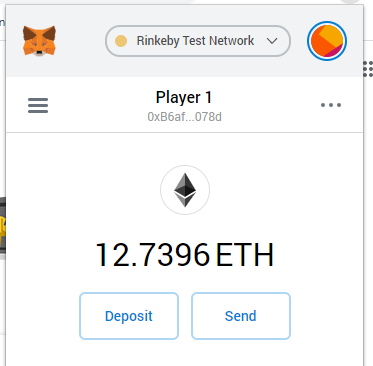 Rinkeby Test Network
Player 1
0xB6af...078d
12.7396 ETH
Deposit
Send